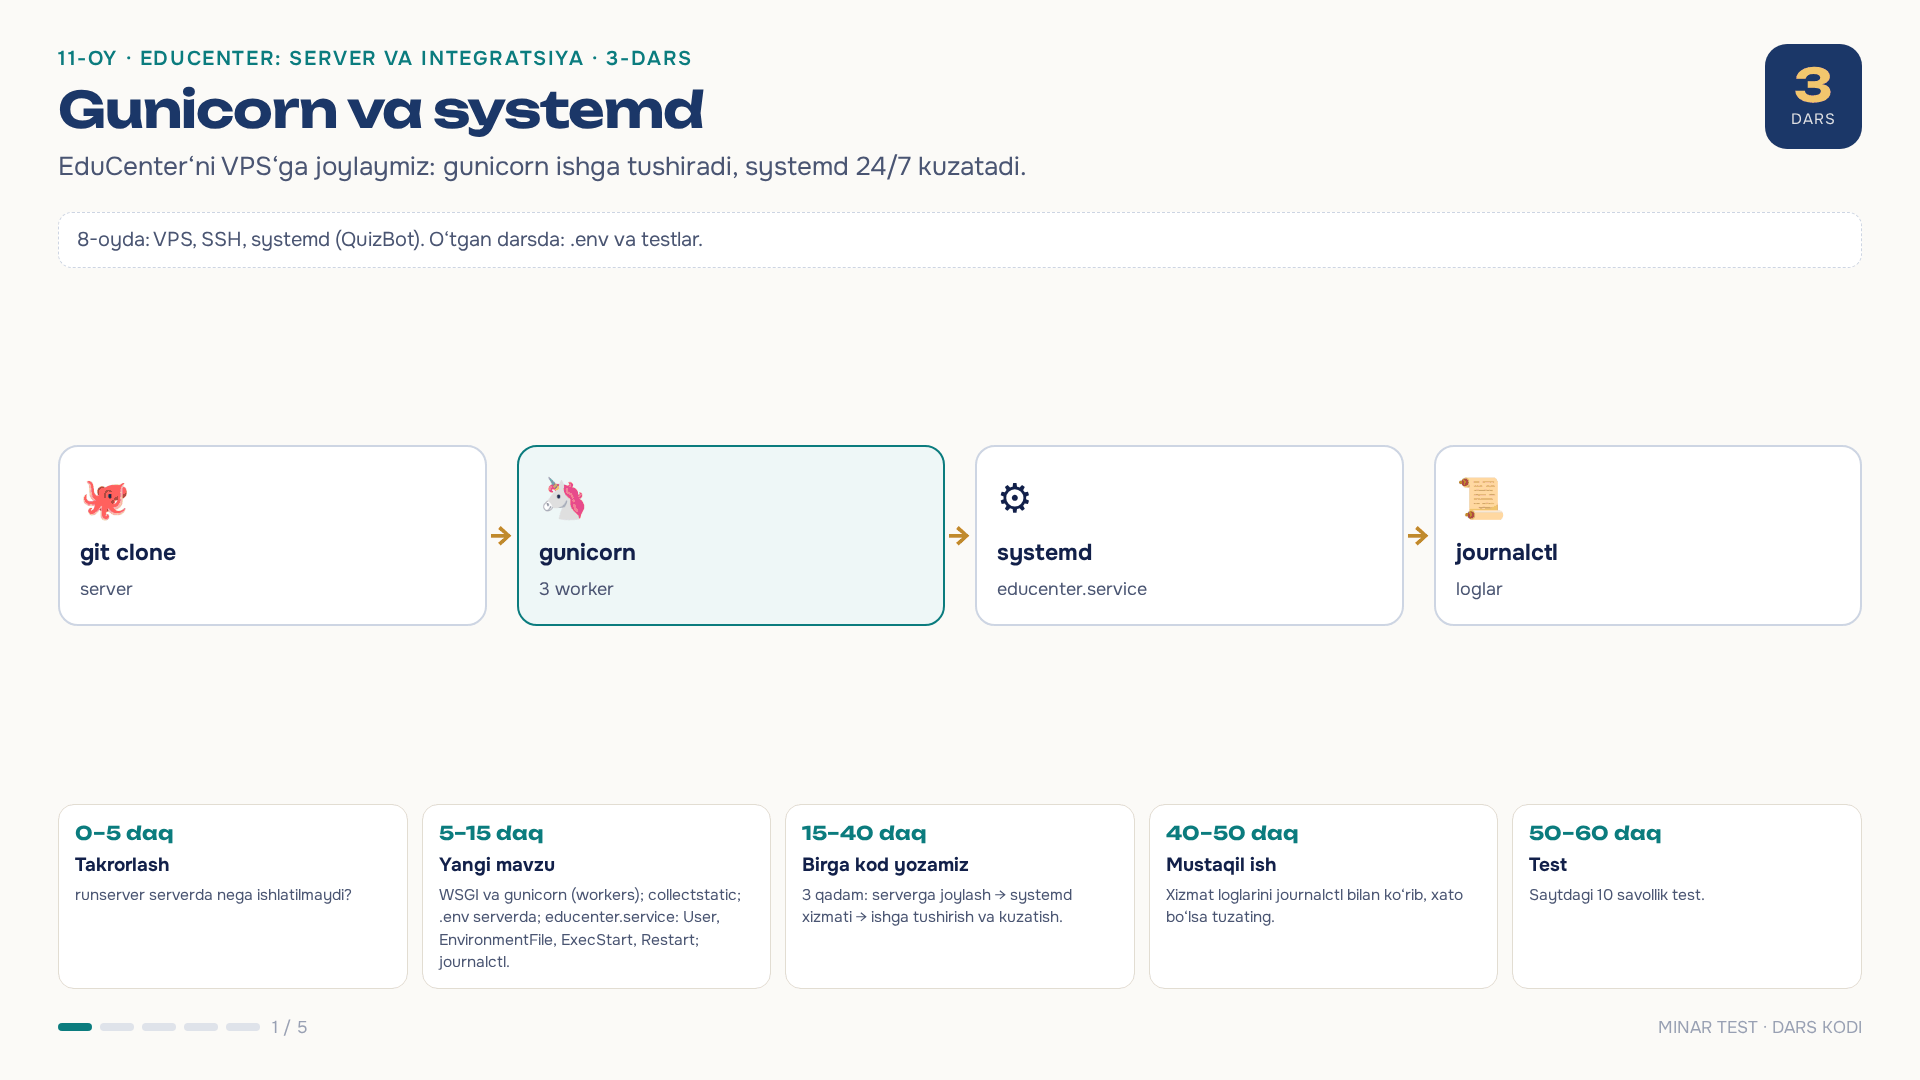 11-OY · EDUCENTER: SERVER VA INTEGRATSIYA · 3-DARS
Gunicorn va systemd
EduCenter‘ni VPS‘ga joylaymiz: gunicorn ishga tushiradi, systemd 24/7 kuzatadi.
3
DARS
8-oyda: VPS, SSH, systemd (QuizBot). O‘tgan darsda: .env va testlar.
git clone
server
→
gunicorn
3 worker
→
systemd
educenter.service
→
journalctl
loglar
0–5 daq
Takrorlash
runserver serverda nega ishlatilmaydi?
5–15 daq
Yangi mavzu
WSGI va gunicorn (workers); collectstatic;
.env serverda; educenter.service: User,
EnvironmentFile, ExecStart, Restart;
journalctl.
15–40 daq
Birga kod yozamiz
3 qadam: serverga joylash → systemd
xizmati → ishga tushirish va kuzatish.
40–50 daq
Mustaqil ish
Xizmat loglarini journalctl bilan ko‘rib, xato
bo‘lsa tuzating.
50–60 daq
Test
Saytdagi 10 savollik test.
1 / 5
MINAR TEST · DARS KODI